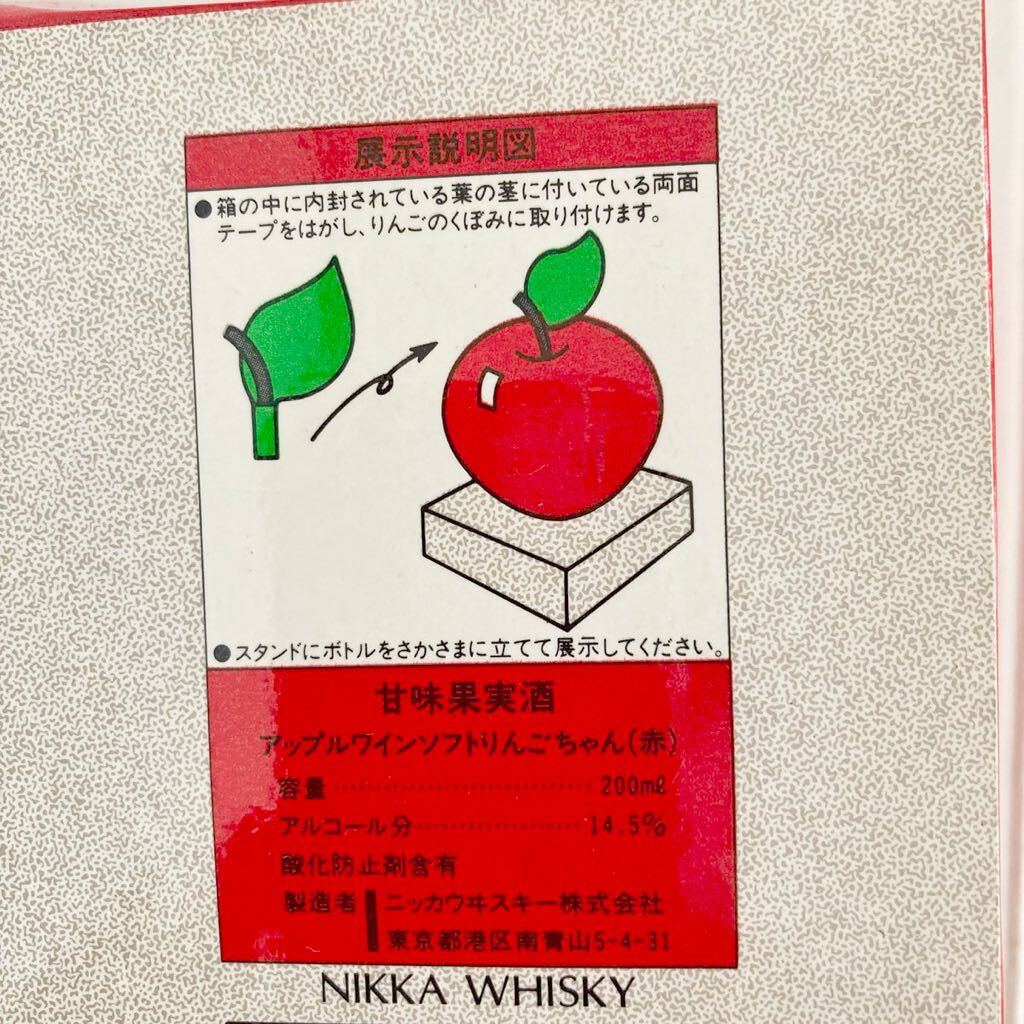 展示説明図
●箱の中に内封されている葉の茎に付いている両面
テープをはがし、りんごのくぼみに取り付けます。
●スタンドにボトルをさかさまに立てて展示してください。
甘味果実酒
アップルワインソフトりんごちゃん(赤)
容量……………………………200mℓ
アルコール分…………………14.5%
酸化防止剤含有
製造者 ニッカウヰスキー株式会社
東京都港区南青山5-4-31
NIKKA WHISKY